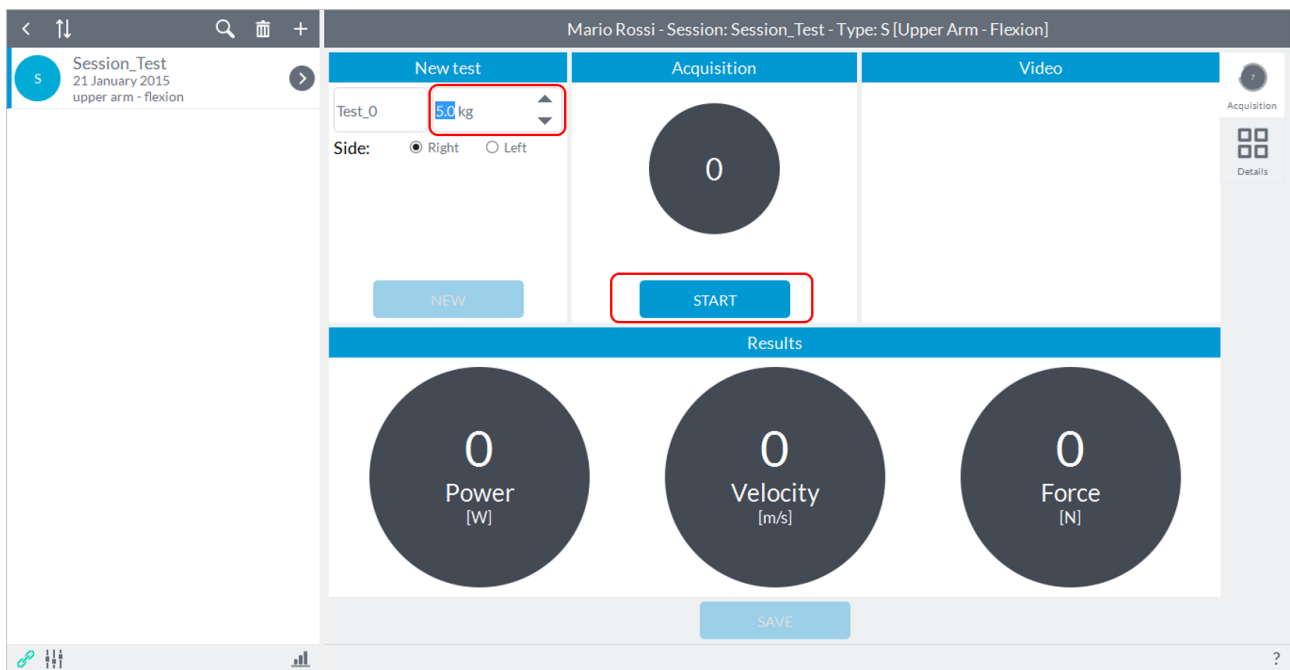 Mario Rossi - Session: Session_Test - Type: S [Upper Arm - Flexion]
S
Session_Test
21 January 2015
upper arm - flexion
New test
Acquisition
Video
Test_0
5.0 kg
Side:
Right
Left
0
NEW
START
7
Acquisition
Details
Results
0
Power
[W]
0
Velocity
[m/s]
0
Force
[N]
SAVE
?